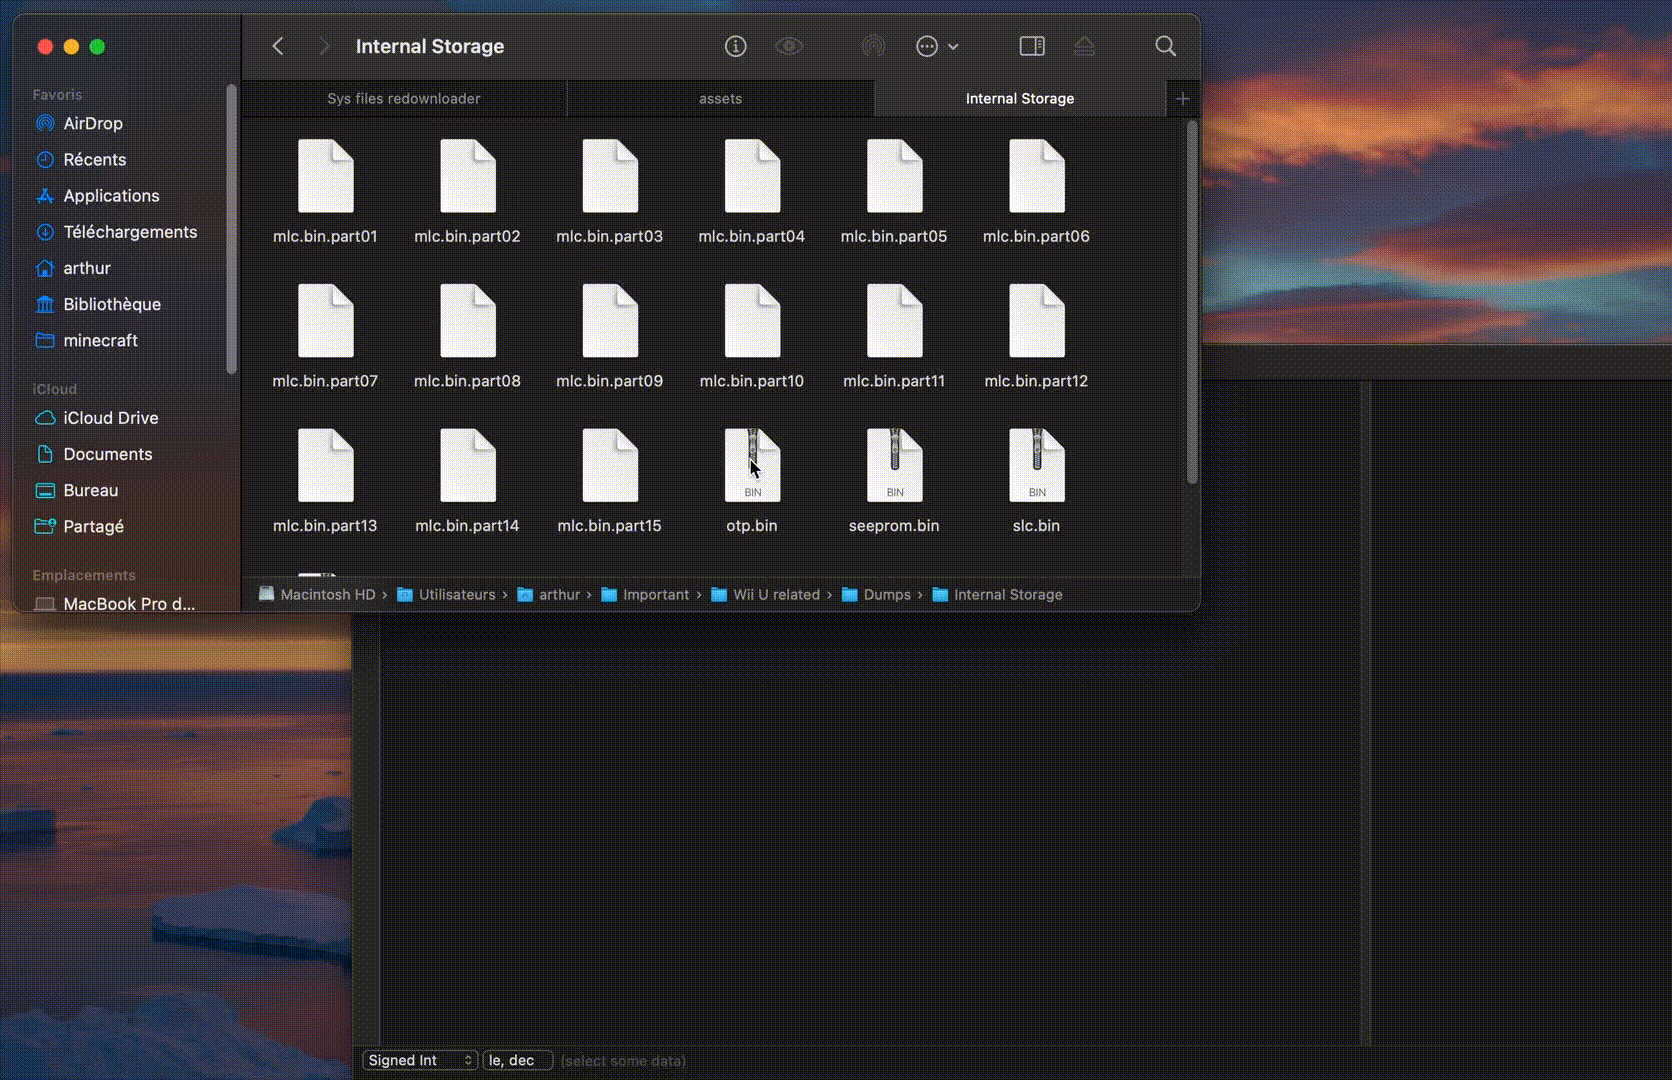 Internal Storage
Sys files redownloader
assets
Internal Storage
Favoris
AirDrop
Récents
Applications
Téléchargements
arthur
Bibliothèque
minecraft
iCloud
iCloud Drive
Documents
Bureau
Partagé
Emplacements
MacBook Pro d...
mlc.bin.part01
mlc.bin.part02
mlc.bin.part03
mlc.bin.part04
mlc.bin.part05
mlc.bin.part06
mlc.bin.part07
mlc.bin.part08
mlc.bin.part09
mlc.bin.part10
mlc.bin.part11
mlc.bin.part12
BIN
BIN
BIN
mlc.bin.part13
mlc.bin.part14
mlc.bin.part15
otp.bin
seeprom.bin
slc.bin
Macintosh HD › Utilisateurs › arthur › Important › Wii U related › Dumps › Internal Storage
Signed Int
le, dec
(select some data)